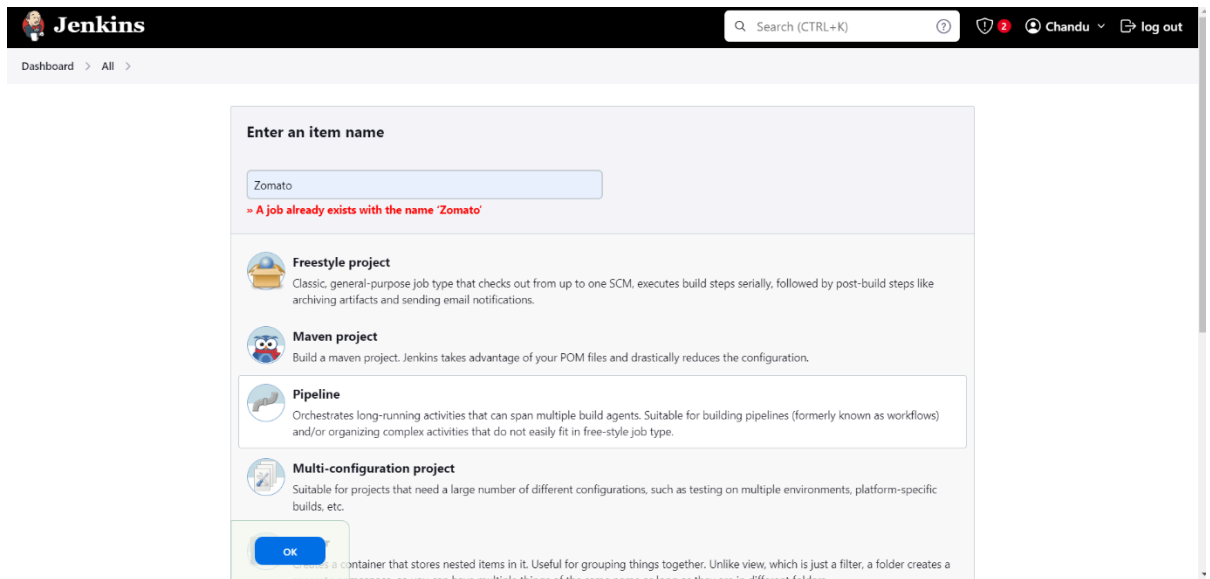 Jenkins
Search (CTRL+K)
2
Chandu
log out
Dashboard > All >
Enter an item name
Zomato
» A job already exists with the name ‘Zomato’
Freestyle project
Classic, general-purpose job type that checks out from up to one SCM, executes build steps serially, followed by post-build steps like
archiving artifacts and sending email notifications.
Maven project
Build a maven project. Jenkins takes advantage of your POM files and drastically reduces the configuration.
Pipeline
Orchestrates long-running activities that can span multiple build agents. Suitable for building pipelines (formerly known as workflows)
and/or organizing complex activities that do not easily fit in free-style job type.
Multi-configuration project
Suitable for projects that need a large number of different configurations, such as testing on multiple environments, platform-specific
builds, etc.
OK
a container that stores nested items in it. Useful for grouping things together. Unlike view, which is just a filter, a folder creates a